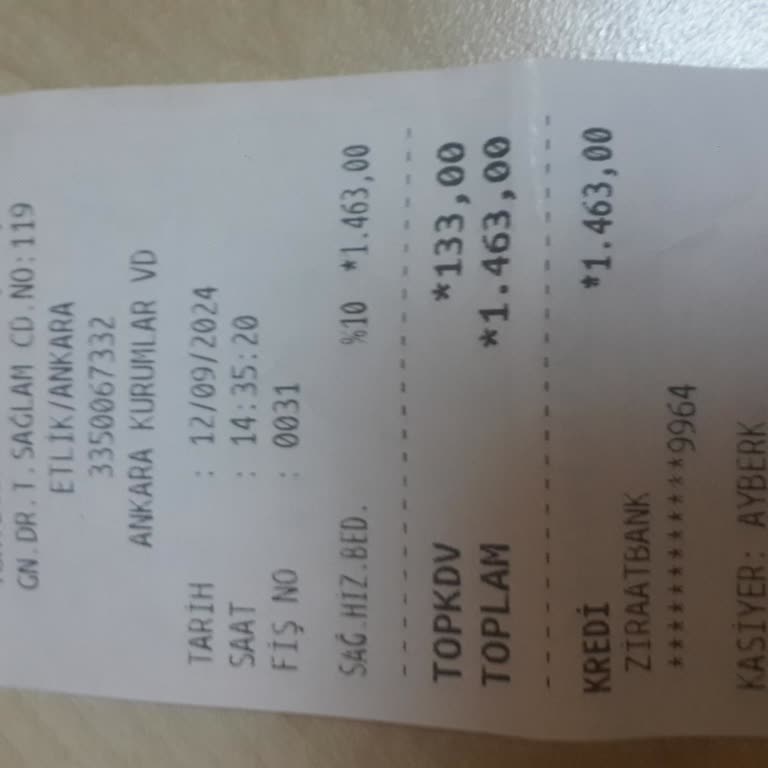 GN.DR.T.SAĞLAM CD.NO:119
ETLİK/ANKARA
3350067332
ANKARA KURUMLAR VD
TARİH : 12/09/2024
SAAT : 14:35:20
FİŞ NO : 0031
SAĞ.HİZ.BED. %10 *1.463,00
TOPKDV *133,00
TOPLAM *1.463,00
KREDİ *1.463,00
ZİRAATBANK
************9964
KASİYER: AYBERK